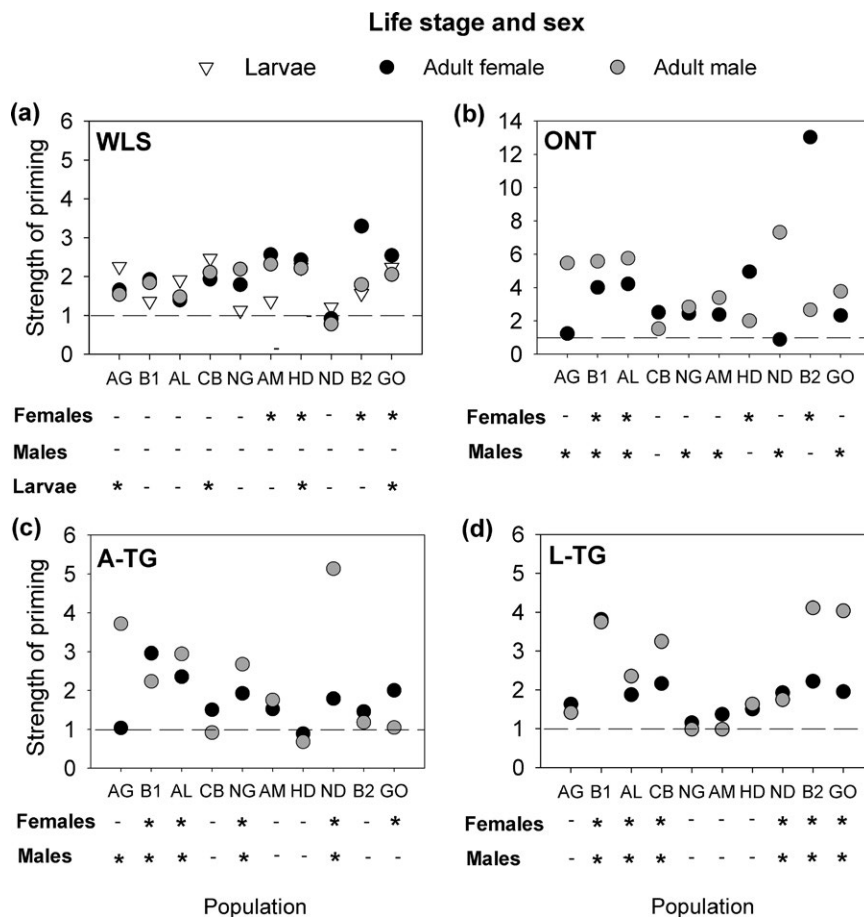 Life stage and sex
Larvae Adult female Adult male
(a)
WLS
Strength of priming
6
5
4
3
2
1
0
AG B1 AL CB NG AM HD ND B2 GO
Females - - - - - * * - * *
Males - - - - - - - - - -
Larvae * - - * - - * - - *
(b)
ONT
14
12
10
8
6
4
2
0
AG B1 AL CB NG AM HD ND B2 GO
Females - * * - - - * - * -
Males * * * - * * - * - *
(c)
A-TG
Strength of priming
6
5
4
3
2
1
0
AG B1 AL CB NG AM HD ND B2 GO
Females - * * - * - - * - *
Males * * * - * - - * - -
Population
(d)
L-TG
6
5
4
3
2
1
0
AG B1 AL CB NG AM HD ND B2 GO
Females - * * * - - - * * *
Males - * * * - - - * * *
Population